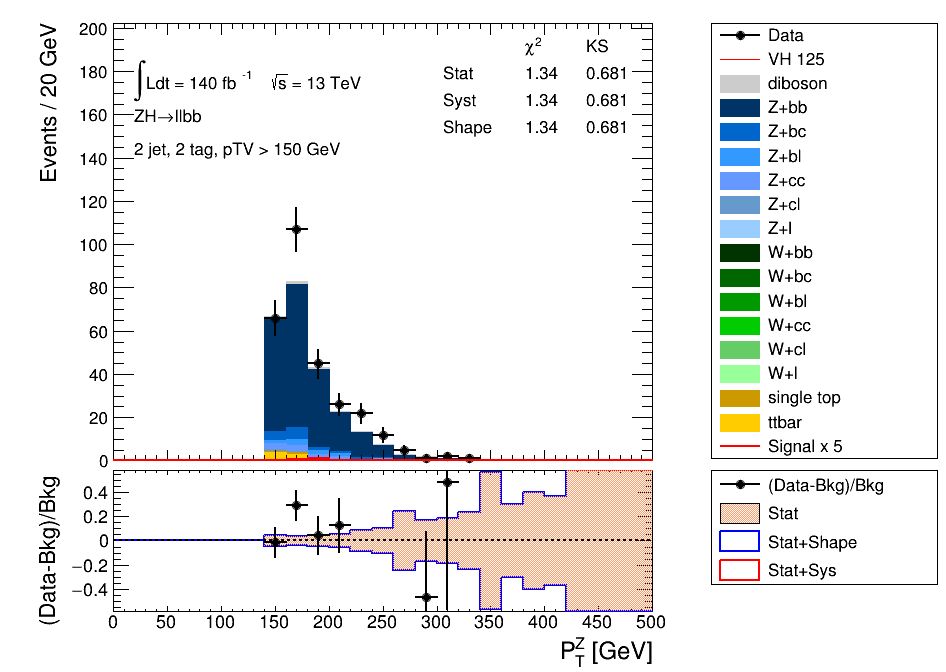 Events / 20 GeV
200
180
160
140
120
100
80
60
40
20
0
∫Ldt = 140 fb⁻¹ √s = 13 TeV
ZH→llbb
2 jet, 2 tag, pTV > 150 GeV
χ² KS
Stat 1.34 0.681
Syst 1.34 0.681
Shape 1.34 0.681
Data
VH 125
diboson
Z+bb
Z+bc
Z+bl
Z+cc
Z+cl
Z+l
W+bb
W+bc
W+bl
W+cc
W+cl
W+l
single top
ttbar
Signal x 5
(Data-Bkg)/Bkg
0.4
0.2
0
−0.2
−0.4
0 50 100 150 200 250 300 350 400 450 500
P_T^Z [GeV]
(Data-Bkg)/Bkg
Stat
Stat+Shape
Stat+Sys